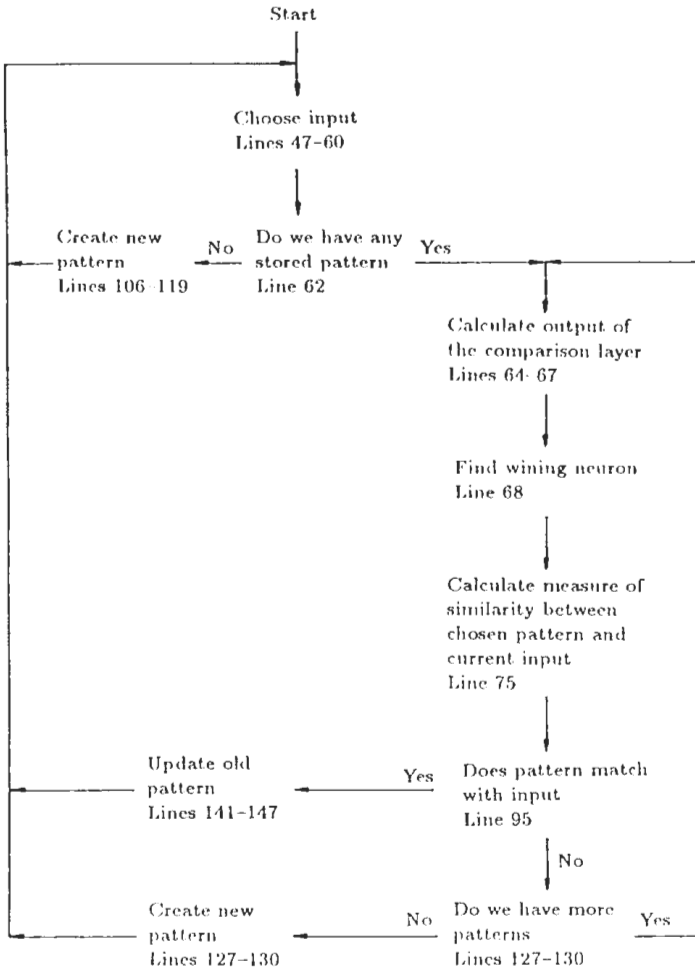 Start
Choose input
Lines 47-60
Create new
pattern
Lines 106-119
No
Do we have any
stored pattern
Line 62
Yes
Calculate output of
the comparison layer
Lines 64-67
Find wining neuron
Line 68
Calculate measure of
similarity between
chosen pattern and
current input
Line 75
Update old
pattern
Lines 141-147
Yes
Does pattern match
with input
Line 95
No
Create new
pattern
Lines 127-130
No
Do we have more
patterns
Lines 127-130
Yes